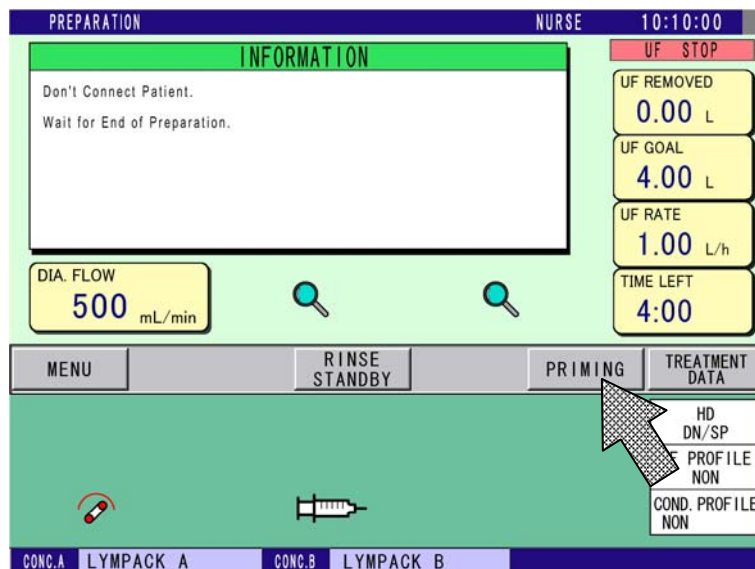 PREPARATION NURSE 10:10:00
INFORMATION
Don't Connect Patient.
Wait for End of Preparation.
UF STOP
UF REMOVED
0.00 L
UF GOAL
4.00 L
UF RATE
1.00 L/h
DIA. FLOW
500 mL/min
TIME LEFT
4:00
MENU
RINSE
STANDBY
PRIMING
TREATMENT
DATA
HD
DN/SP
PROFILE
NON
COND. PROFILE
NON
CONC.A LYMPACK A CONC.B LYMPACK B